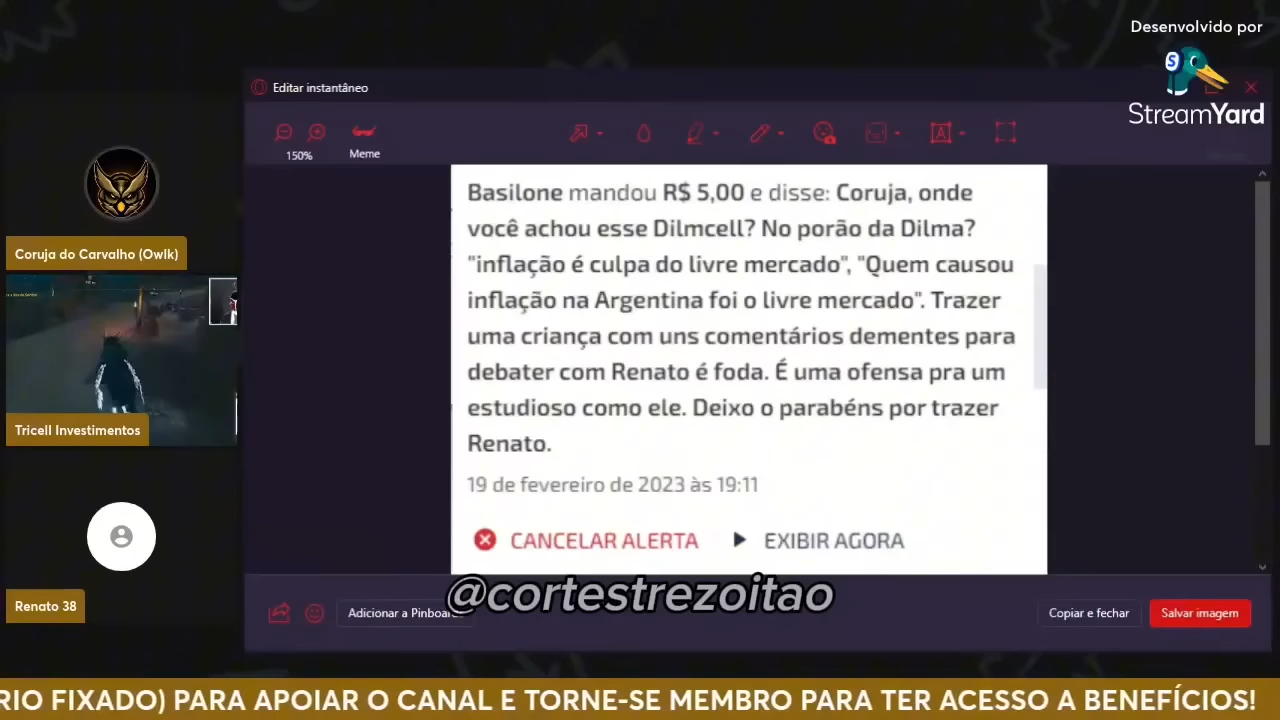 Desenvolvido por
StreamYard
Editar instantâneo
150%
Meme
Basilone mandou R$ 5,00 e disse: Coruja, onde
você achou esse Dilmcell? No porão da Dilma?
"inflação é culpa do livre mercado", "Quem causou
inflação na Argentina foi o livre mercado". Trazer
uma criança com uns comentários dementes para
debater com Renato é foda. É uma ofensa pra um
estudioso como ele. Deixo o parabéns por trazer
Renato.
19 de fevereiro de 2023 às 19:11
CANCELAR ALERTA
EXIBIR AGORA
Coruja do Carvalho (Owlk)
Tricell Investimentos
Renato 38
@cortestrezoitao
Adicionar a Pinboards
Copiar e fechar
Salvar imagem
RIO FIXADO) PARA APOIAR O CANAL E TORNE-SE MEMBRO PARA TER ACESSO A BENEFÍCIOS!